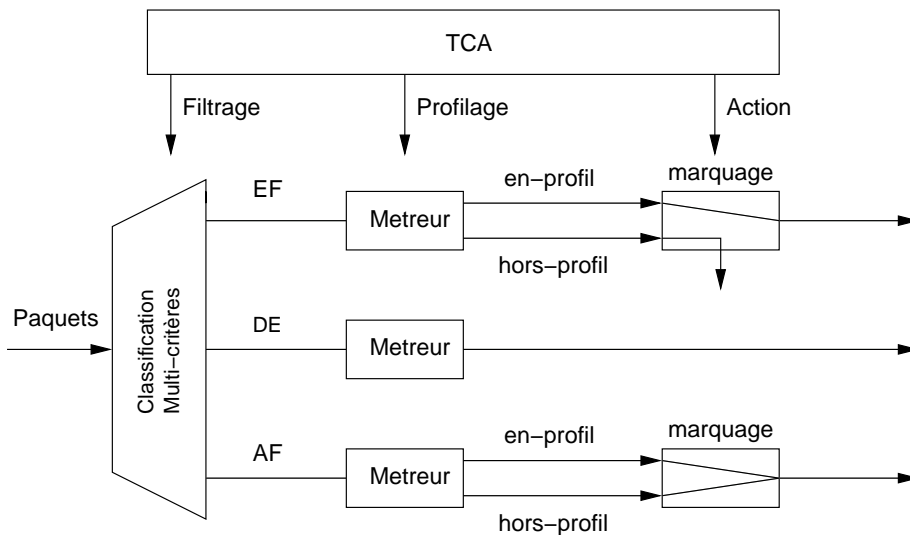 TCA
Filtrage
Profilage
Action
EF
en−profil
marquage
Metreur
hors−profil
Paquets
Classification
Multi−critères
DE
Metreur
AF
en−profil
marquage
Metreur
hors−profil